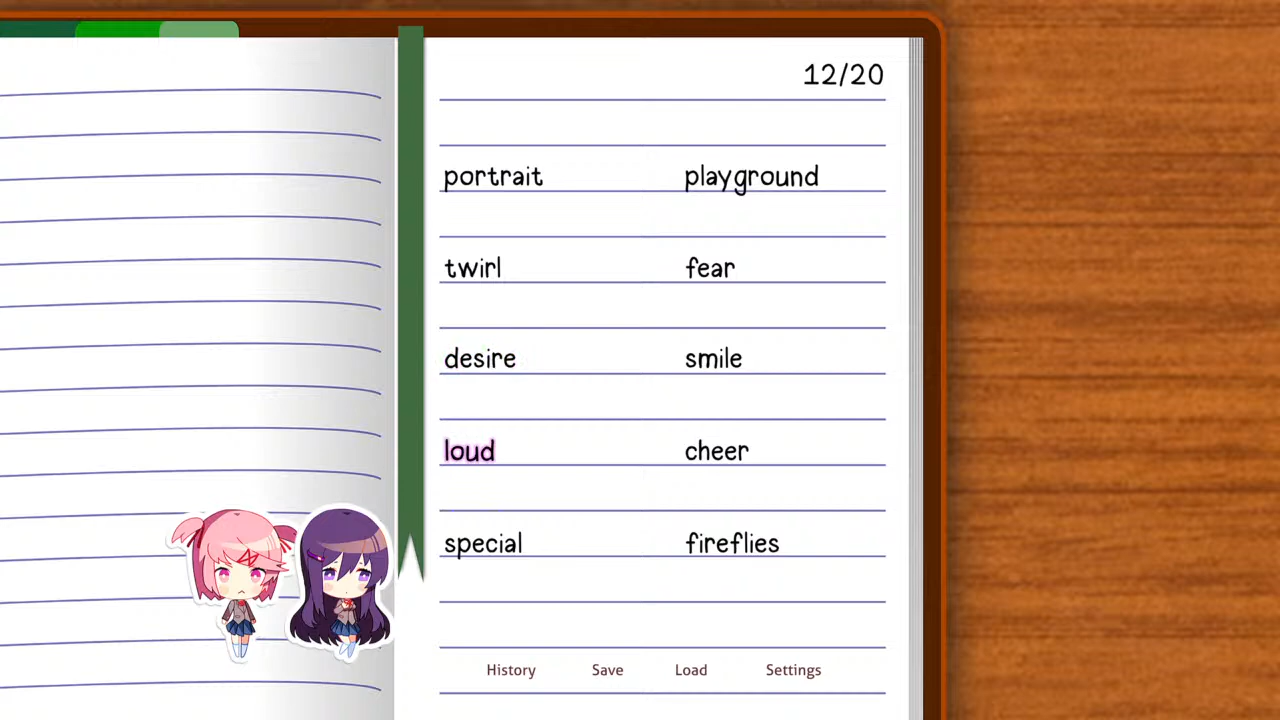 12/20
portrait playground
twirl fear
desire smile
loud cheer
special fireflies
History Save Load Settings